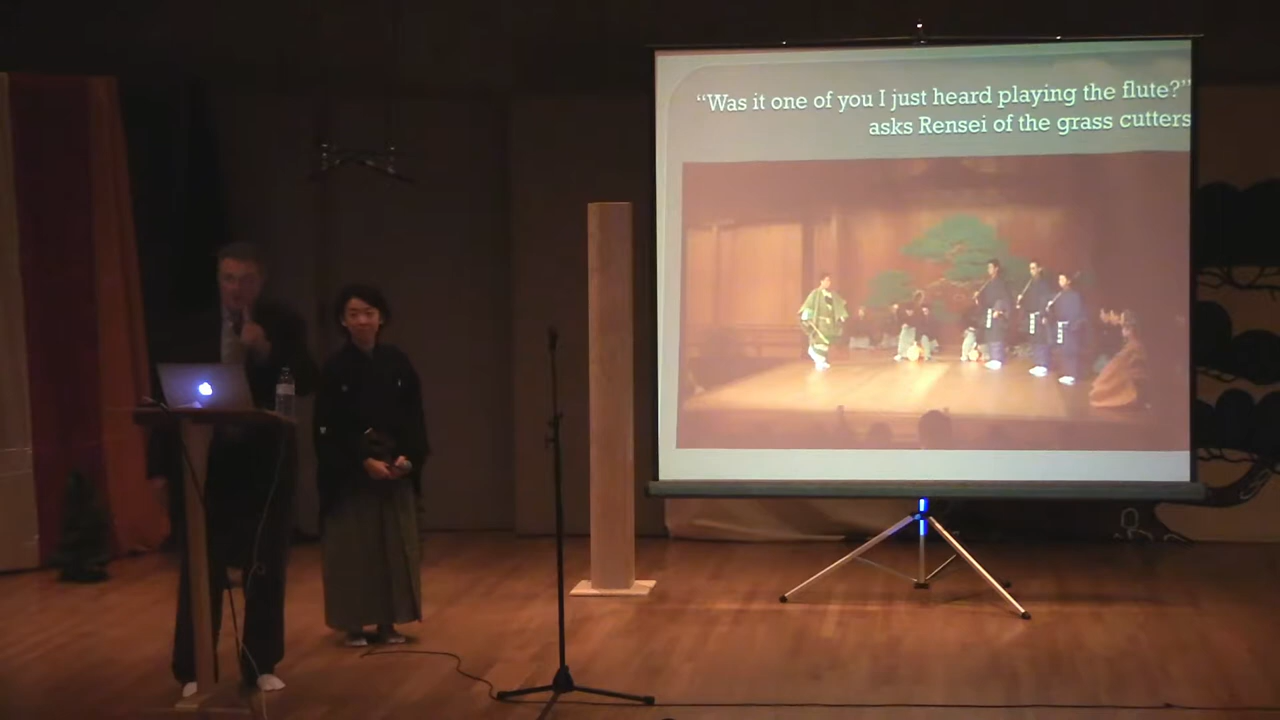 “Was it one of you I just heard playing the flute?”
asks Rensei of the grass cutters